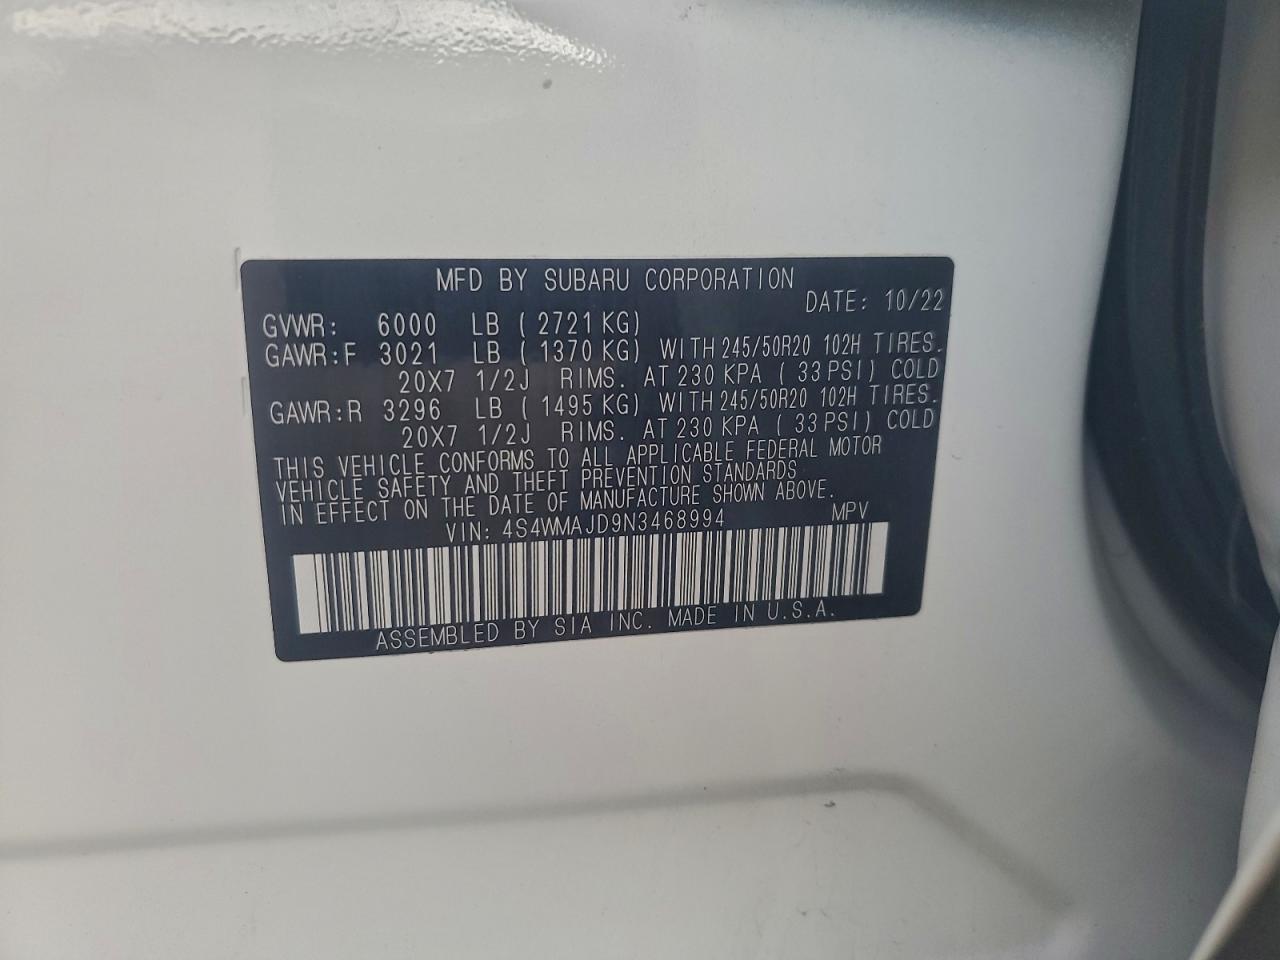 MFD BY SUBARU CORPORATION
DATE: 10/22
GVWR: 6000 LB ( 2721 KG)
GAWR:F 3021 LB ( 1370 KG) WITH 245/50R20 102H TIRES.
20X7 1/2J RIMS. AT 230 KPA ( 33 PSI) COLD
GAWR:R 3296 LB ( 1495 KG) WITH 245/50R20 102H TIRES.
20X7 1/2J RIMS. AT 230 KPA ( 33 PSI) COLD
THIS VEHICLE CONFORMS TO ALL APPLICABLE FEDERAL MOTOR
VEHICLE SAFETY AND THEFT PREVENTION STANDARDS
IN EFFECT ON THE DATE OF MANUFACTURE SHOWN ABOVE.
VIN: 4S4WMAJD9N3468994 MPV
ASSEMBLED BY SIA INC. MADE IN U.S.A.